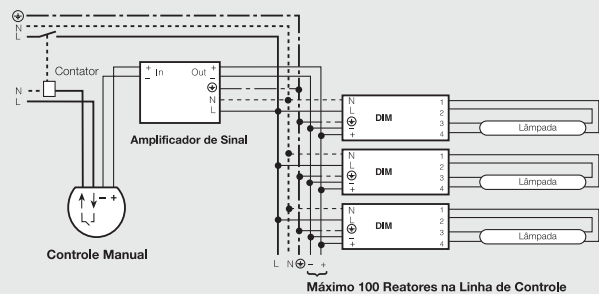 N
L
Contator
N
L
+ In Out +
− −
N
L
Amplificador de Sinal
− +
Controle Manual
N
L
−
+
DIM
1
2
3
4
Lâmpada
N
L
−
+
DIM
1
2
3
4
Lâmpada
N
L
−
+
DIM
1
2
3
4
Lâmpada
L N − +
Máximo 100 Reatores na Linha de Controle